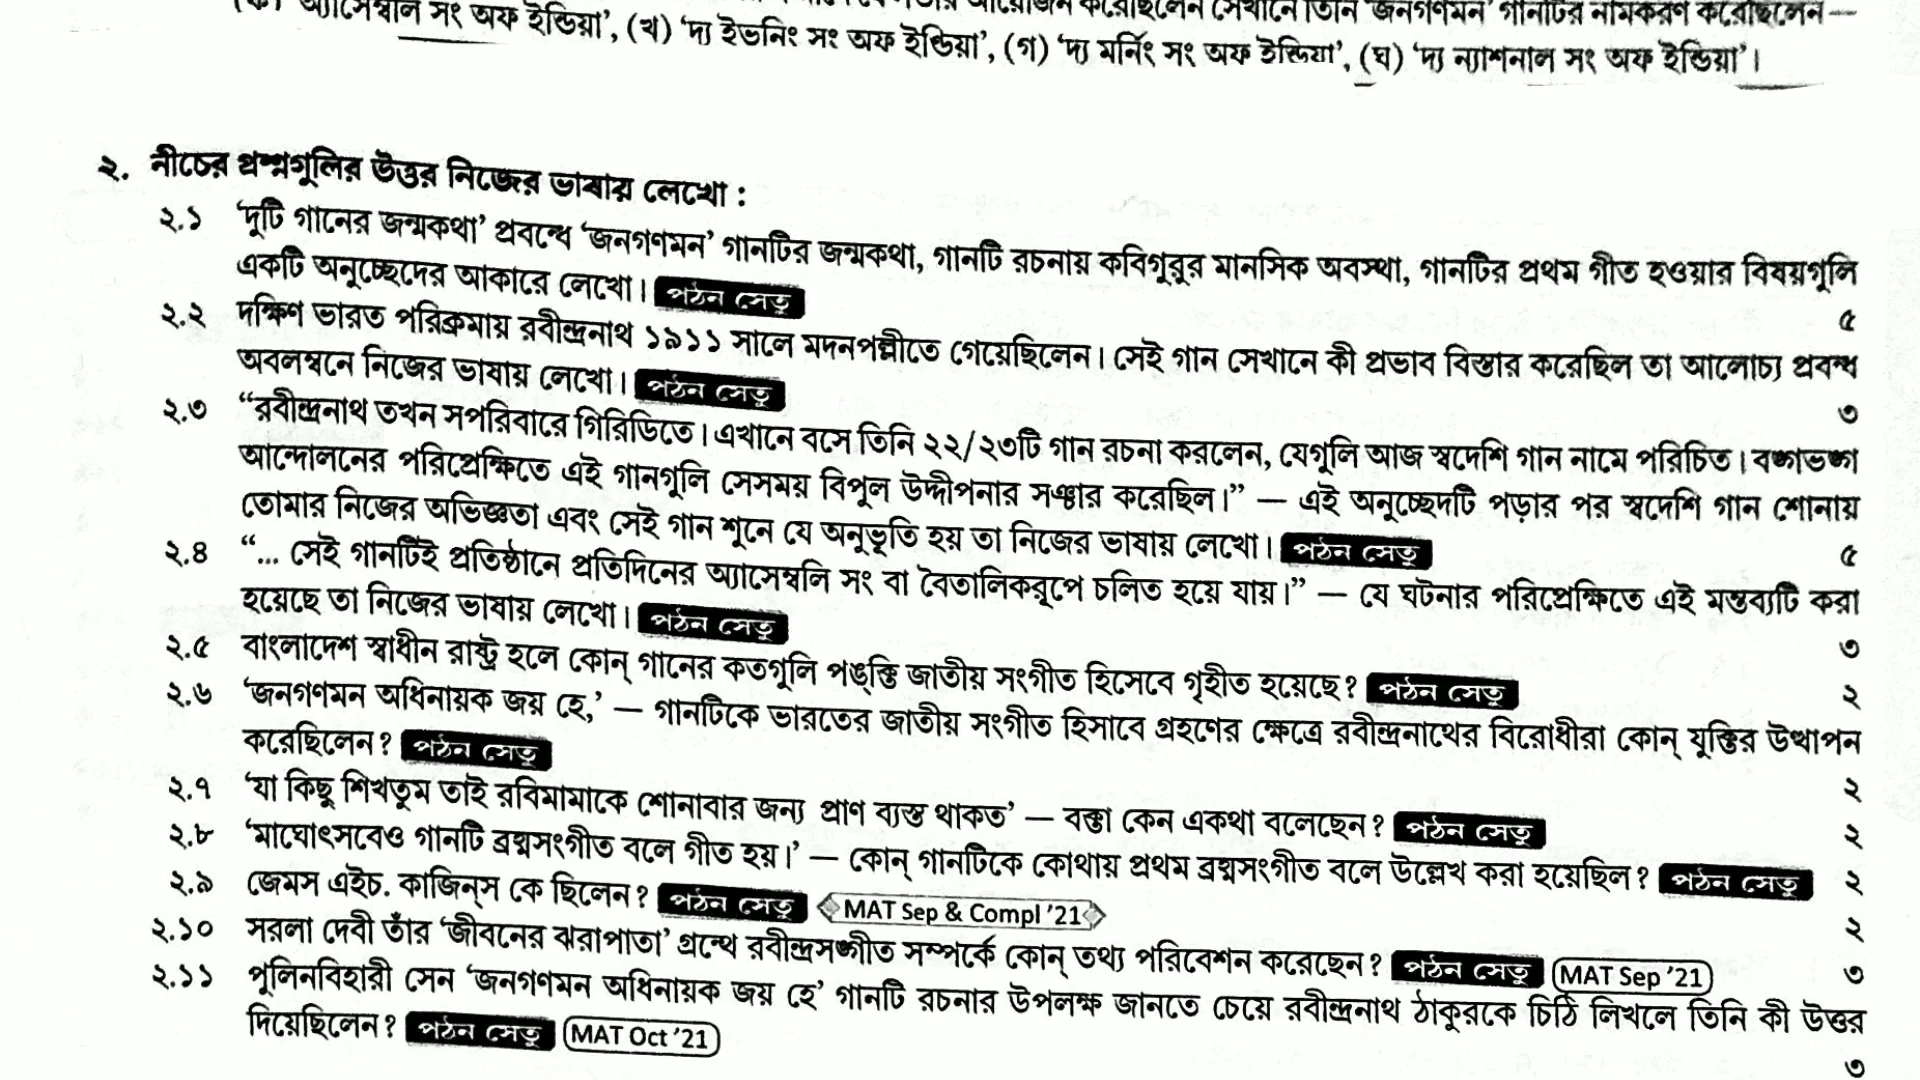 সং অফ ইন্ডিয়া’, (খ) ‘দ্য ইভনিং সং অফ ইন্ডিয়া’, (গ) ‘দ্য মর্নিং সং অফ ইন্ডিয়া’, (ঘ) ‘দ্য ন্যাশনাল সং অফ ইন্ডিয়া’।
২. নীচের প্রশ্নগুলির উত্তর নিজের ভাষায় লেখো :
২.১ ‘দুটি গানের জন্মকথা’ প্রবন্ধে ‘জনগণমন’ গানটির জন্মকথা, গানটি রচনায় কবিগুরুর মানসিক অবস্থা, গানটির প্রথম গীত হওয়ার বিষয়গুলি
একটি অনুচ্ছেদের আকারে লেখো। পঠন সেতু ৫
২.২ দক্ষিণ ভারত পরিক্রমায় রবীন্দ্রনাথ ১৯১১ সালে মদনপল্লীতে গেয়েছিলেন। সেই গান সেখানে কী প্রভাব বিস্তার করেছিল তা আলোচ্য প্রবন্ধ
অবলম্বনে নিজের ভাষায় লেখো। পঠন সেতু ৩
২.৩ “রবীন্দ্রনাথ তখন সপরিবারে গিরিডিতে। এখানে বসে তিনি ২২/২৩টি গান রচনা করলেন, যেগুলি আজ স্বদেশি গান নামে পরিচিত। বঙ্গভঙ্গ
আন্দোলনের পরিপ্রেক্ষিতে এই গানগুলি সেসময় বিপুল উদ্দীপনার সঞ্চার করেছিল।” — এই অনুচ্ছেদটি পড়ার পর স্বদেশি গান শোনায়
তোমার নিজের অভিজ্ঞতা এবং সেই গান শুনে যে অনুভূতি হয় তা নিজের ভাষায় লেখো। পঠন সেতু ৫
২.৪ “... সেই গানটিই প্রতিষ্ঠানে প্রতিদিনের অ্যাসেম্বলি সং বা বৈতালিকরূপে চলিত হয়ে যায়।” — যে ঘটনার পরিপ্রেক্ষিতে এই মন্তব্যটি করা
হয়েছে তা নিজের ভাষায় লেখো। পঠন সেতু ৩
২.৫ বাংলাদেশ স্বাধীন রাষ্ট্র হলে কোন্ গানের কতগুলি পঙ্‌ক্তি জাতীয় সংগীত হিসেবে গৃহীত হয়েছে? পঠন সেতু ২
২.৬ ‘জনগণমন অধিনায়ক জয় হে,’ — গানটিকে ভারতের জাতীয় সংগীত হিসাবে গ্রহণের ক্ষেত্রে রবীন্দ্রনাথের বিরোধীরা কোন্ যুক্তির উত্থাপন
করেছিলেন? পঠন সেতু ২
২.৭ ‘যা কিছু শিখতুম তাই রবিমামাকে শোনাবার জন্য প্রাণ ব্যস্ত থাকত’ — বক্তা কেন একথা বলেছেন? পঠন সেতু ২
২.৮ ‘মাঘোৎসবেও গানটি ব্রহ্মসংগীত বলে গীত হয়।’ — কোন্ গানটিকে কোথায় প্রথম ব্রহ্মসংগীত বলে উল্লেখ করা হয়েছিল? পঠন সেতু ২
২.৯ জেমস এইচ. কাজিন্‌স কে ছিলেন? পঠন সেতু MAT Sep & Compl ’21 ২
২.১০ সরলা দেবী তাঁর ‘জীবনের ঝরাপাতা’ গ্রন্থে রবীন্দ্রসঙ্গীত সম্পর্কে কোন্ তথ্য পরিবেশন করেছেন? পঠন সেতু MAT Sep ’21 ৩
২.১১ পুলিনবিহারী সেন ‘জনগণমন অধিনায়ক জয় হে’ গানটি রচনার উপলক্ষ জানতে চেয়ে রবীন্দ্রনাথ ঠাকুরকে চিঠি লিখলে তিনি কী উত্তর
দিয়েছিলেন? পঠন সেতু MAT Oct ’21 ৩